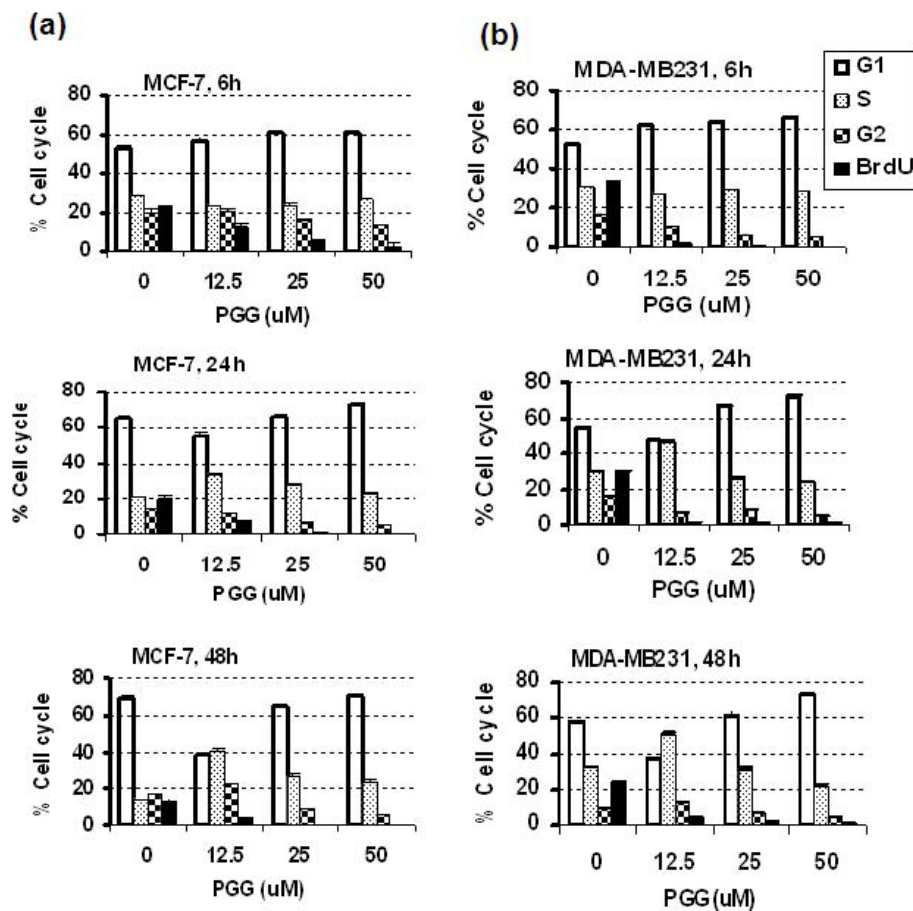 (a)
MCF-7, 6h
80
60
40
20
0
% Cell cycle
0 12.5 25 50
PGG (uM)
MCF-7, 24h
80
60
40
20
0
% Cell cycle
0 12.5 25 50
PGG (uM)
MCF-7, 48h
80
60
40
20
0
% Cell cycle
0 12.5 25 50
PGG (uM)
(b)
MDA-MB231, 6h
80
60
40
20
0
% Cell cycle
0 12.5 25 50
PGG (uM)
G1
S
G2
BrdU
MDA-MB231, 24h
80
60
40
20
0
% Cell cycle
0 12.5 25 50
PGG (uM)
MDA-MB231, 48h
80
60
40
20
0
% Cell cycle
0 12.5 25 50
PGG (uM)